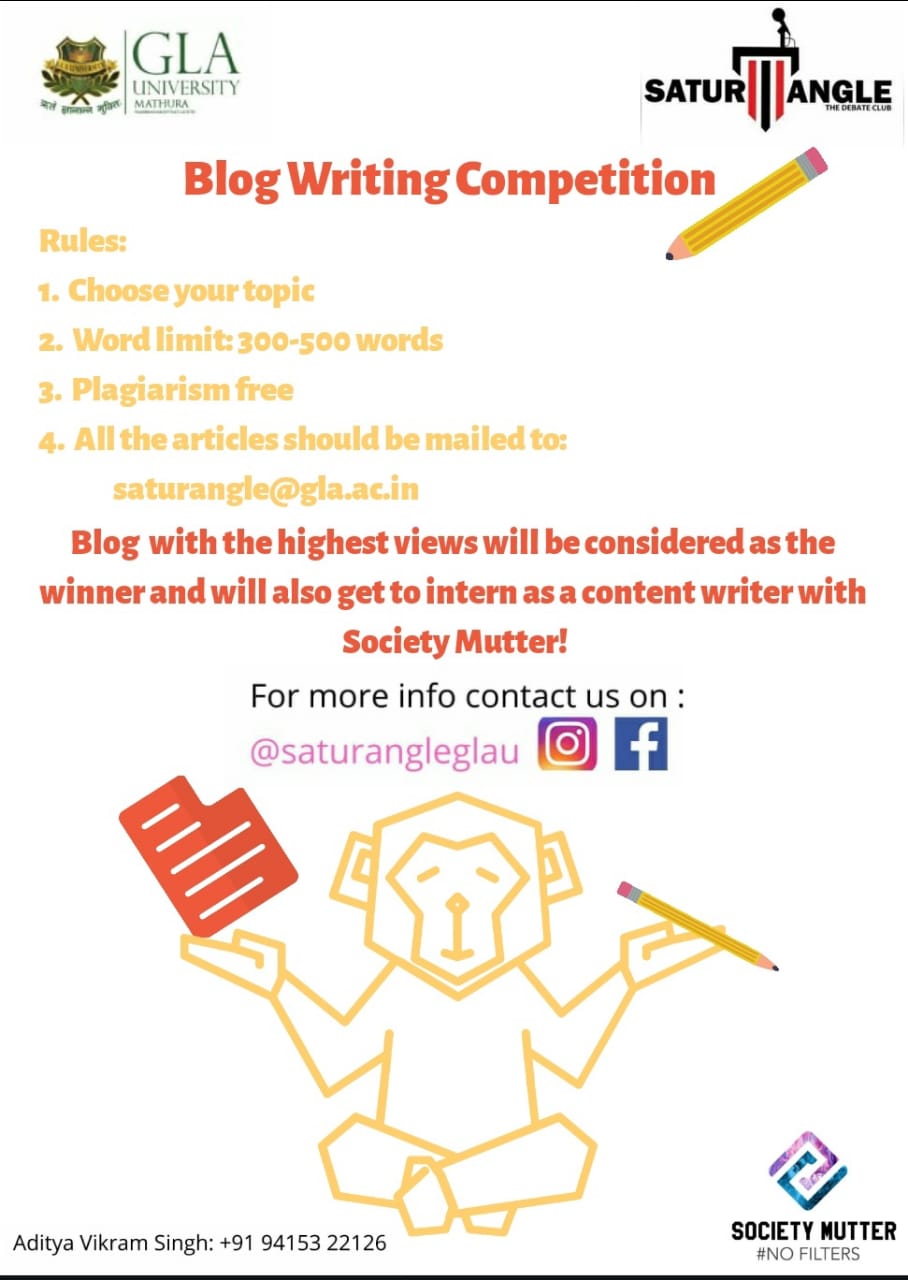 GLA
UNIVERSITY
MATHURA
SATUR ANGLE
THE DEBATE CLUB
Blog Writing Competition
Rules:
1. Choose your topic
2. Word limit: 300-500 words
3. Plagiarism free
4. All the articles should be mailed to:
saturangle@gla.ac.in
Blog with the highest views will be considered as the
winner and will also get to intern as a content writer with
Society Mutter!
For more info contact us on :
@saturangleglau
Aditya Vikram Singh: +91 94153 22126
SOCIETY MUTTER
#NO FILTERS